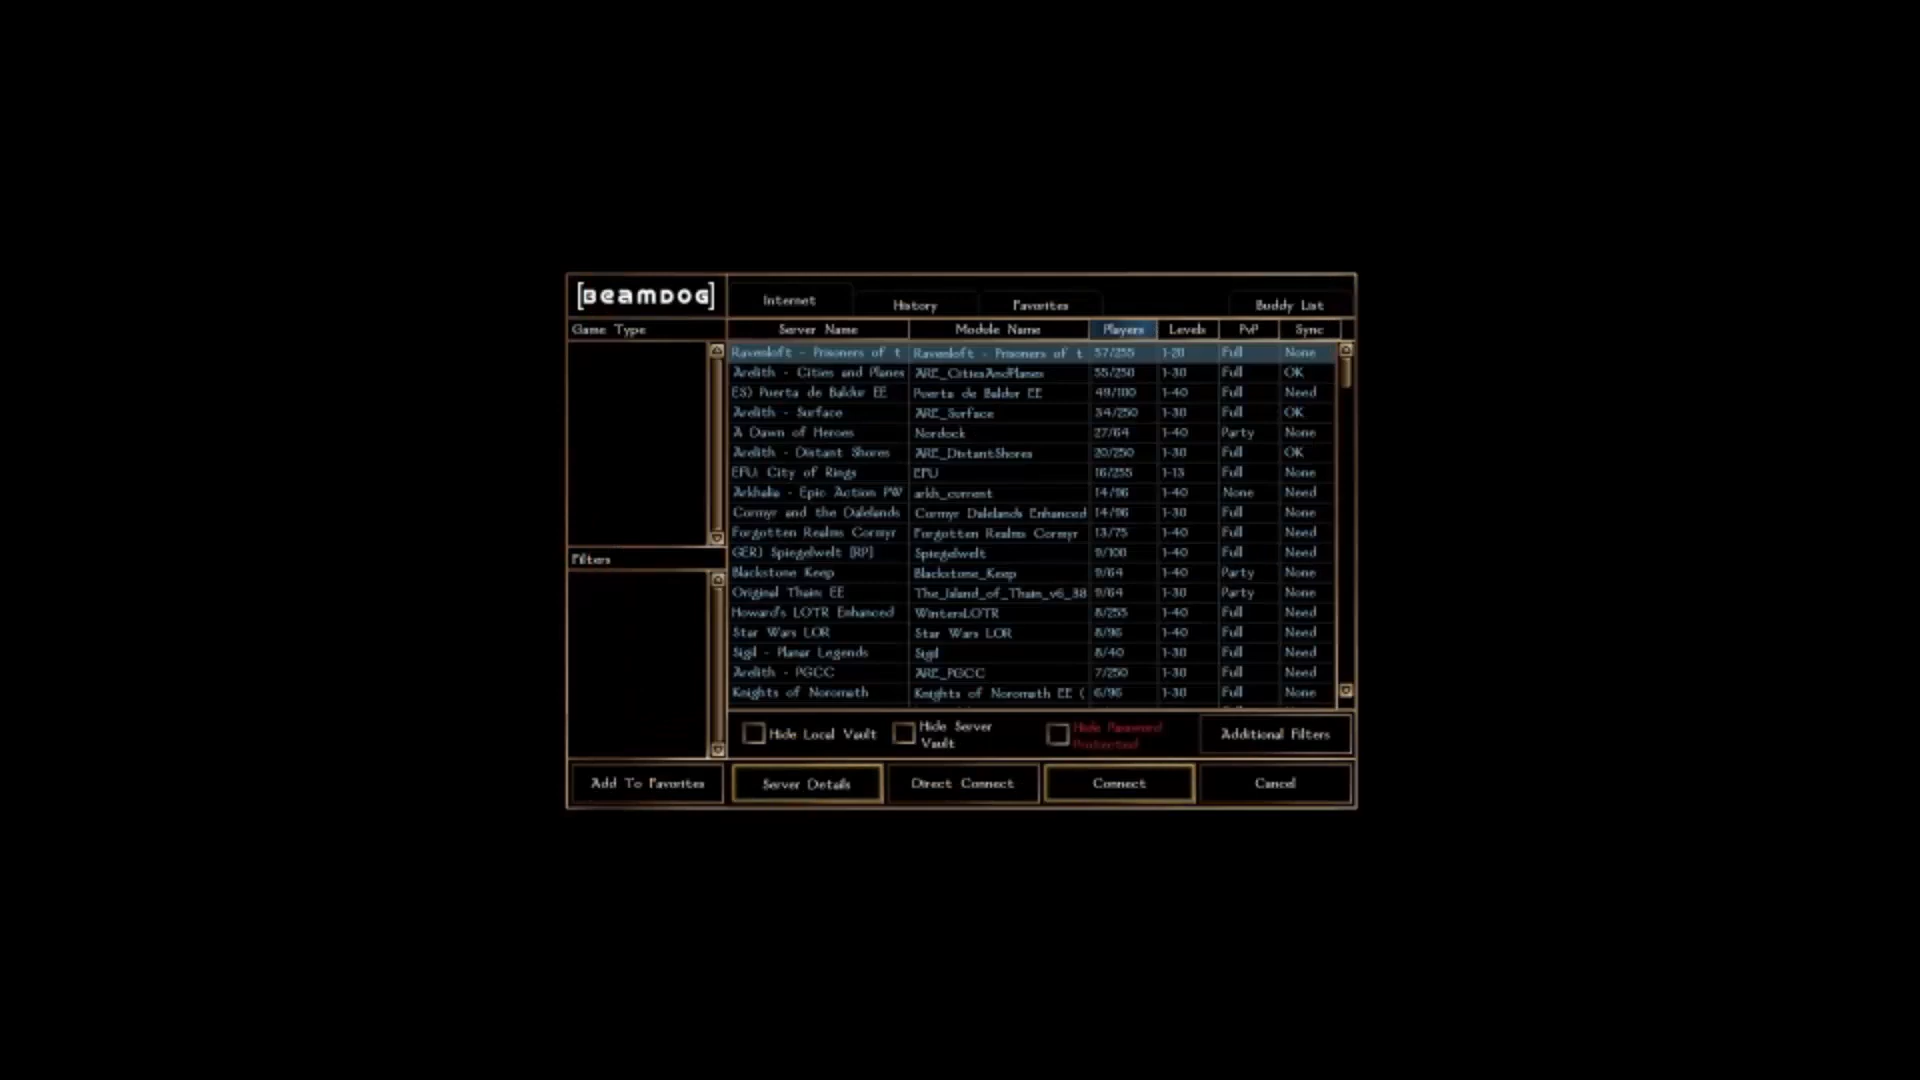 [BEAMDOG]
Internet History Favorites Buddy List
Game Type
Server Name Module Name Players Levels PvP Sync
Ravenloft - Prisoners of t Ravenloft - Prisoners of t 57/255 1-20 Full None
Arelith - Cities and Planes ARE_CitiesAndPlanes 55/250 1-30 Full OK
ES) Puerta de Baldur EE Puerta de Baldur EE 49/100 1-40 Full Need
Arelith - Surface ARE_Surface 34/250 1-30 Full OK
A Dawn of Heroes Nordock 27/64 1-40 Party None
Arelith - Distant Shores ARE_DistantShores 20/250 1-30 Full OK
EFU: City of Rings EFU 16/255 1-13 Full None
Arkhalia - Epic Action PW arkh_current 14/96 1-40 None Need
Cormyr and the Dalelands Cormyr Dalelands Enhanced 14/96 1-30 Full None
Forgotten Realms Cormyr Forgotten Realms Cormyr 13/75 1-40 Full Need
GER) Spiegelwelt [RP] Spiegelwelt 9/100 1-40 Full Need
Blackstone Keep Blackstone_Keep 9/64 1-40 Party None
Original Thain EE The_Island_of_Thain_v6_38 9/64 1-30 Party None
Howard's LOTR Enhanced WintersLOTR 8/255 1-40 Full Need
Star Wars LOR Star Wars LOR 8/96 1-40 Full Need
Sigil - Planar Legends Sigil 8/40 1-30 Full Need
Arelith - PGCC ARE_PGCC 7/250 1-30 Full Need
Knights of Noromath Knights of Noromath EE ( 6/96 1-30 Full None
Filters
Hide Local Vault
Hide Server
Vault
Hide Password
Protected
Additional Filters
Add To Favorites Server Details Direct Connect Connect Cancel